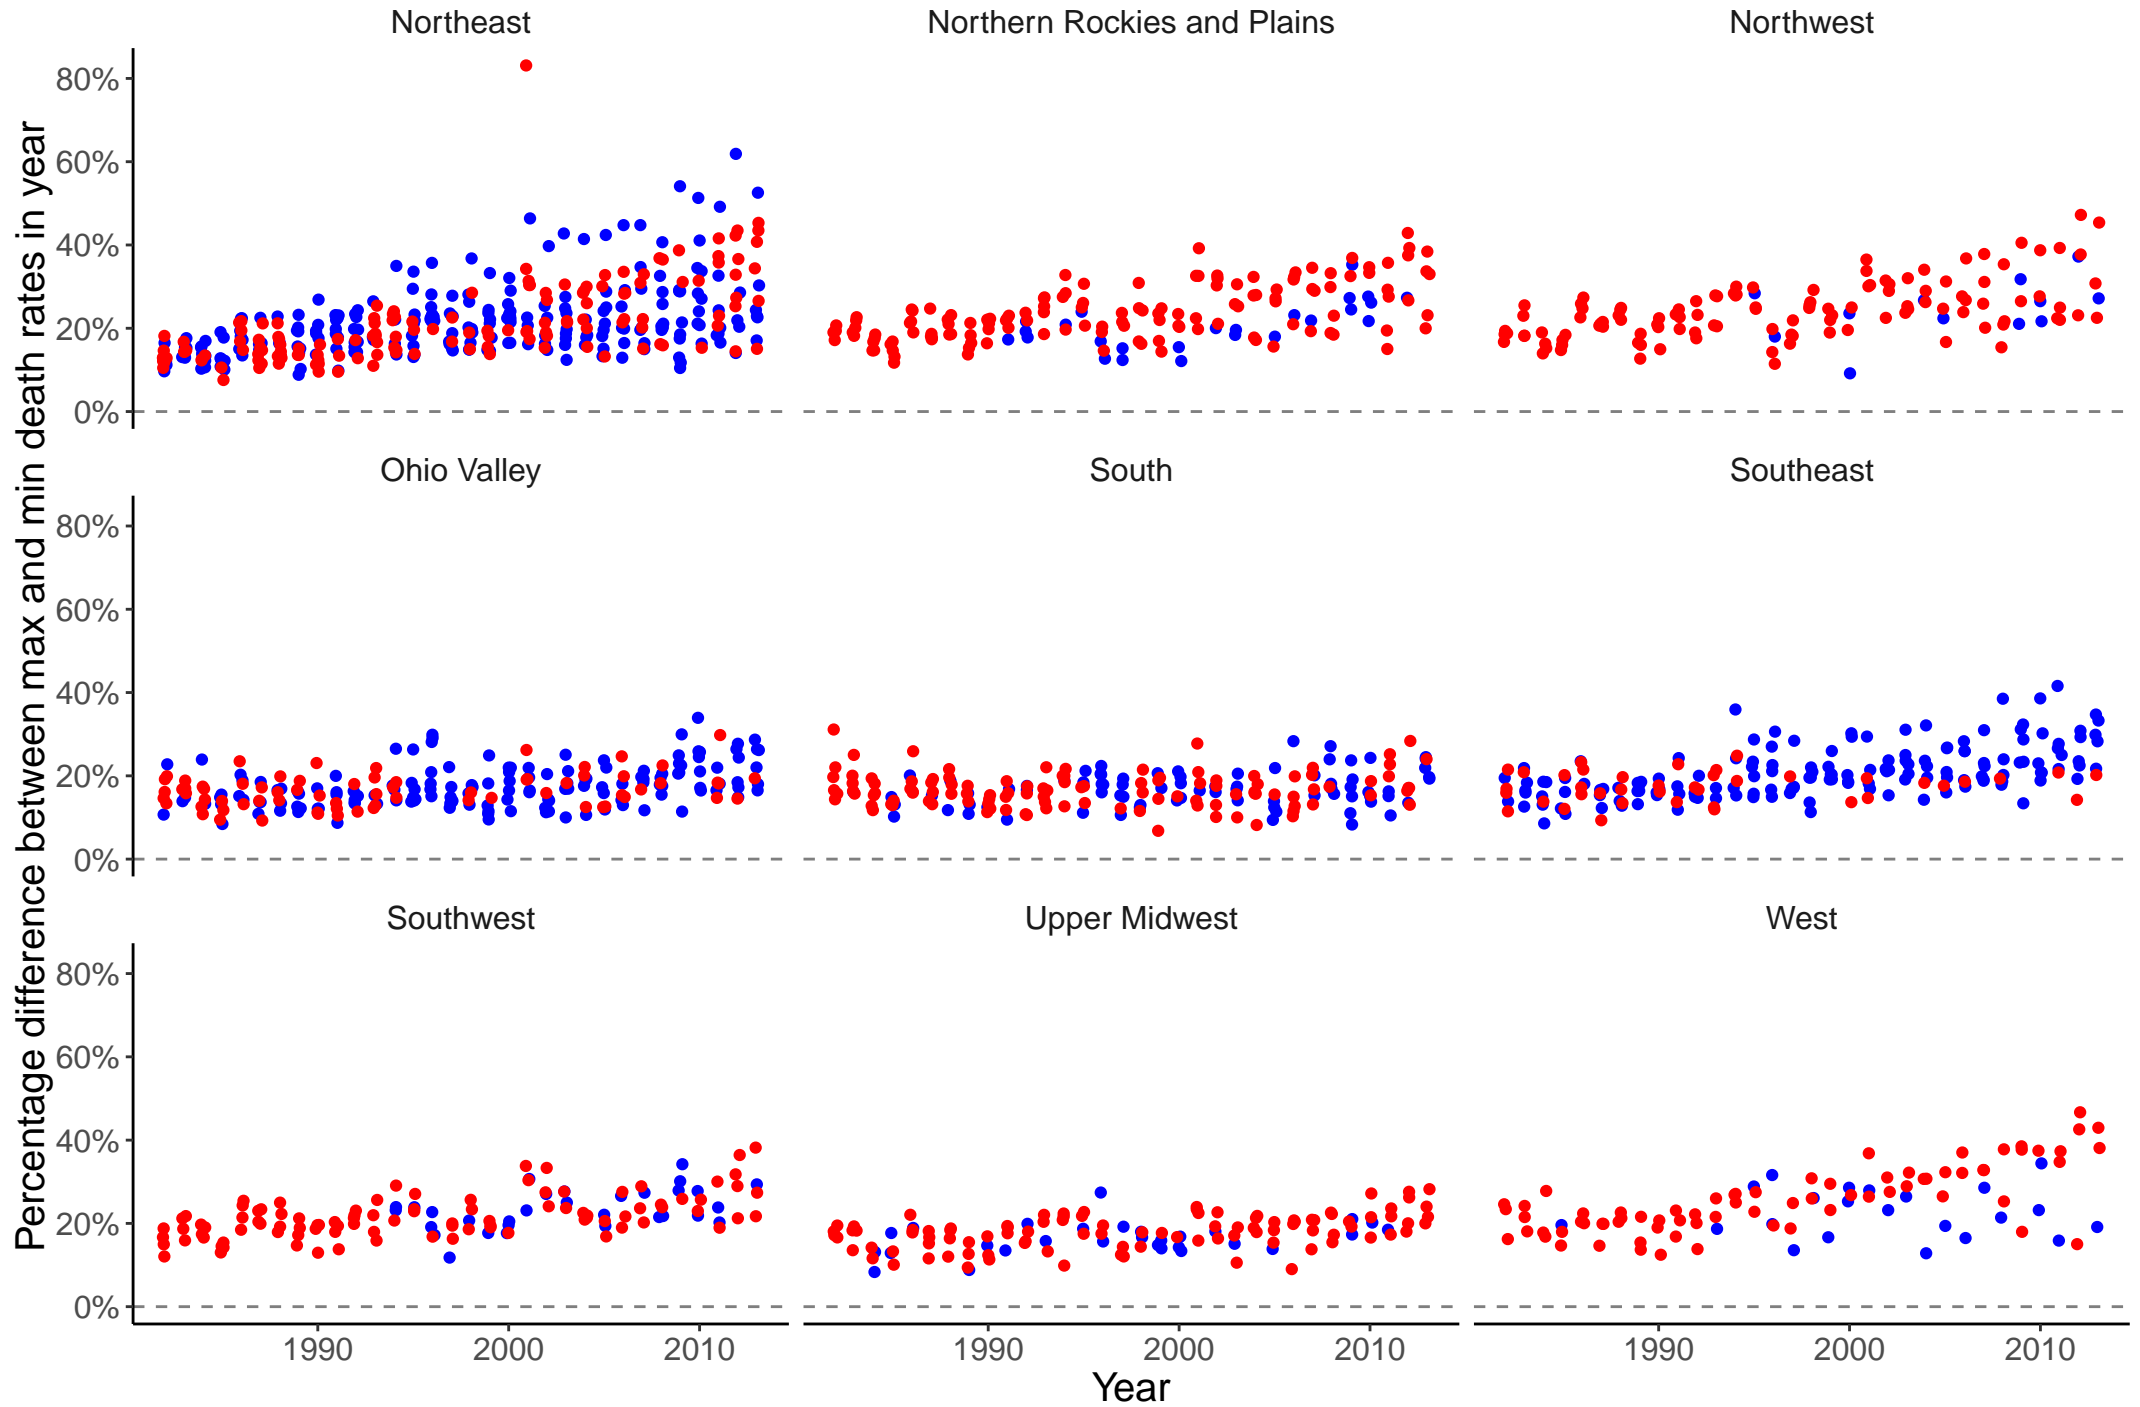 Northeast
Northern Rockies and Plains
Northwest
80%
60%
40%
20%
0%
Ohio Valley
South
Southeast
80%
60%
40%
20%
0%
Southwest
Upper Midwest
West
80%
60%
40%
20%
0%
1990 2000 2010
1990 2000 2010
1990 2000 2010
Year
Percentage difference between max and min death rates in year